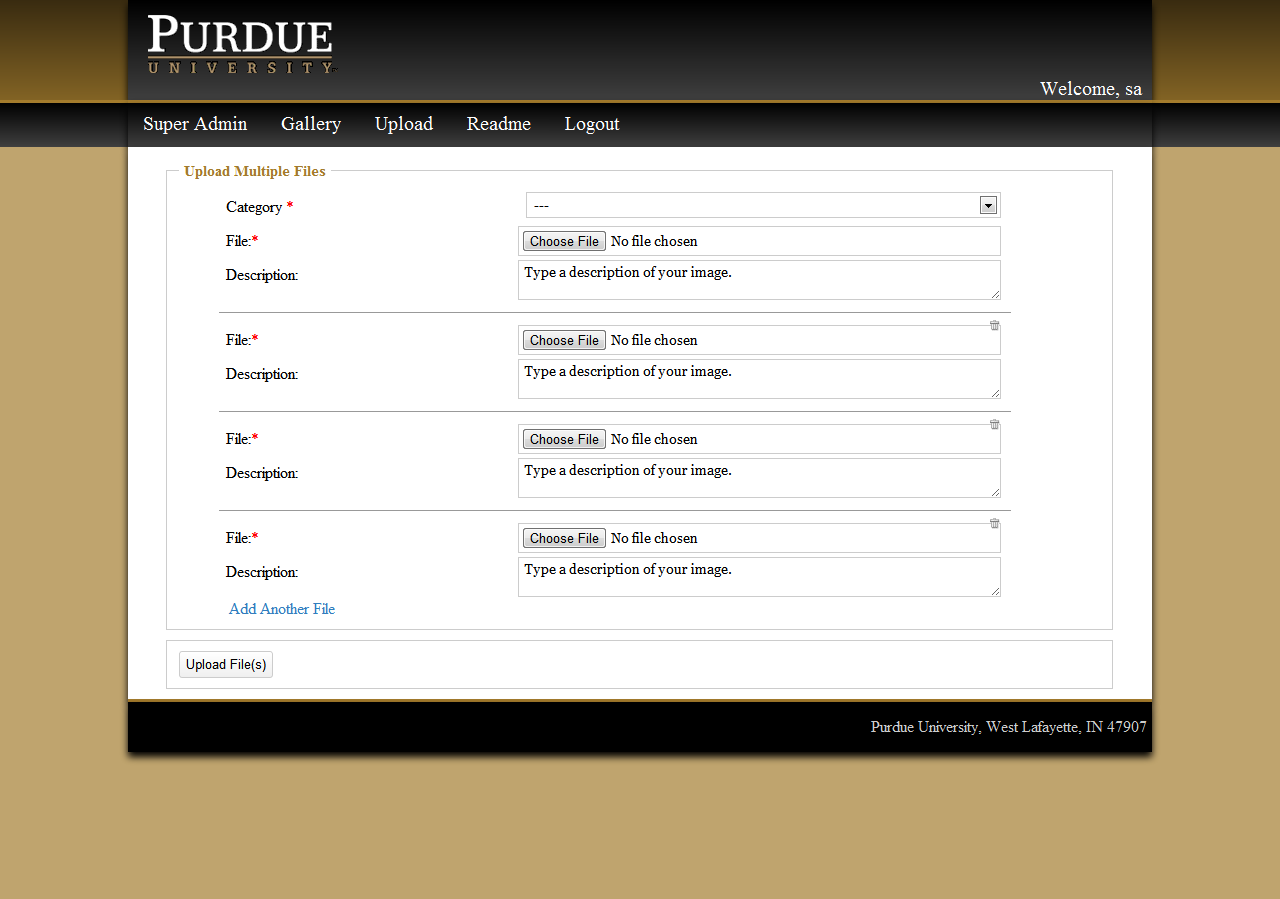 PURDUE
UNIVERSITY
Welcome, sa
Super Admin Gallery Upload Readme Logout
Upload Multiple Files
Category * ---
File:* Choose File No file chosen
Description: Type a description of your image.
File:* Choose File No file chosen
Description: Type a description of your image.
File:* Choose File No file chosen
Description: Type a description of your image.
File:* Choose File No file chosen
Description: Type a description of your image.
Add Another File
Upload File(s)
Purdue University, West Lafayette, IN 47907